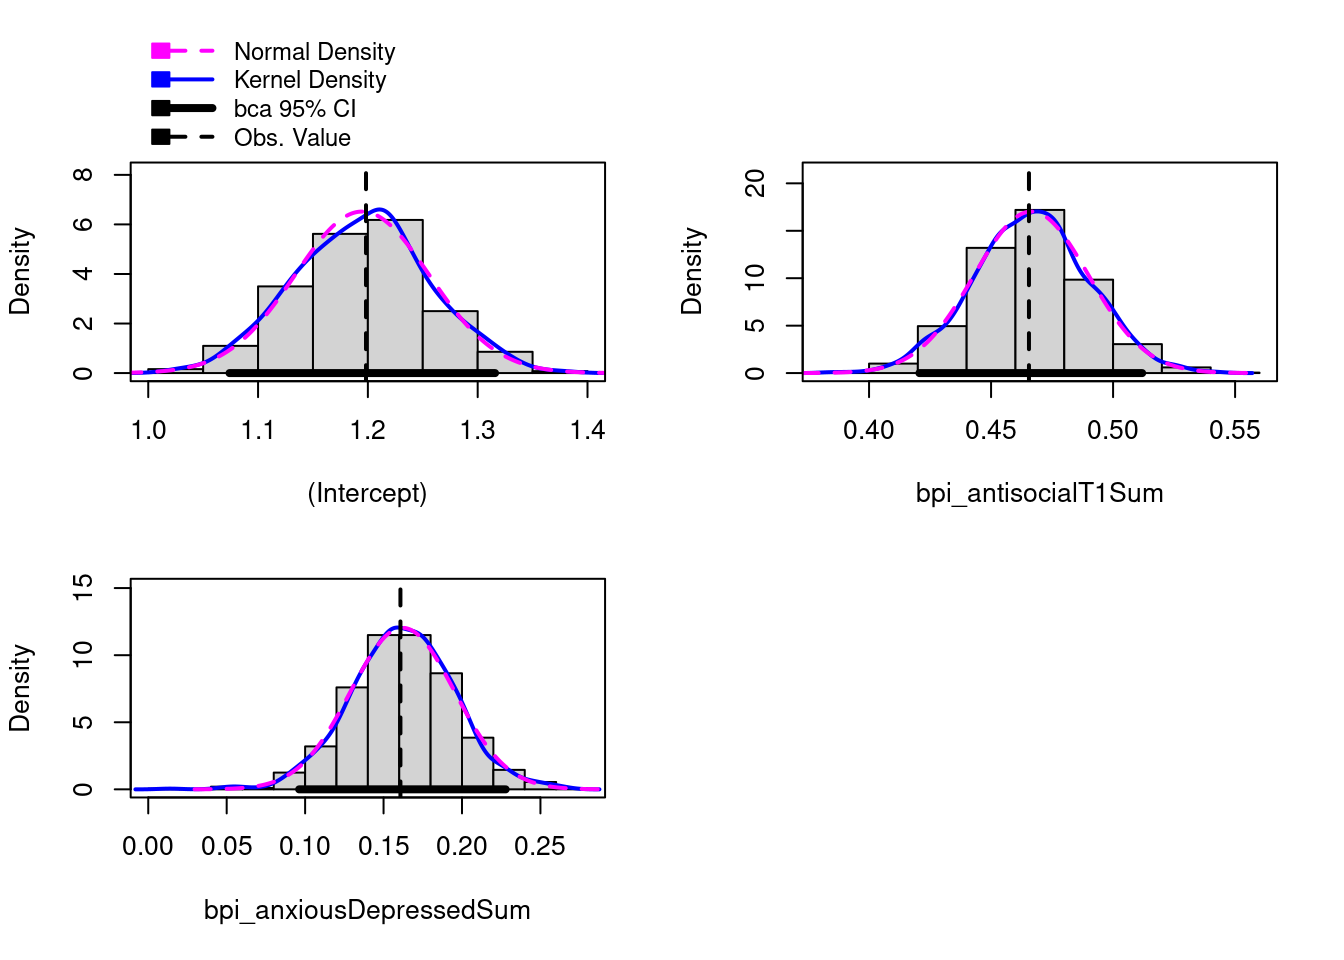 Normal Density
Kernel Density
bca 95% CI
Obs. Value
Density
8
6
4
2
0
1.0 1.1 1.2 1.3 1.4
(Intercept)
Density
20
10
5
0
0.40 0.45 0.50 0.55
bpi_antisocialT1Sum
Density
15
10
5
0
0.00 0.05 0.10 0.15 0.20 0.25
bpi_anxiousDepressedSum